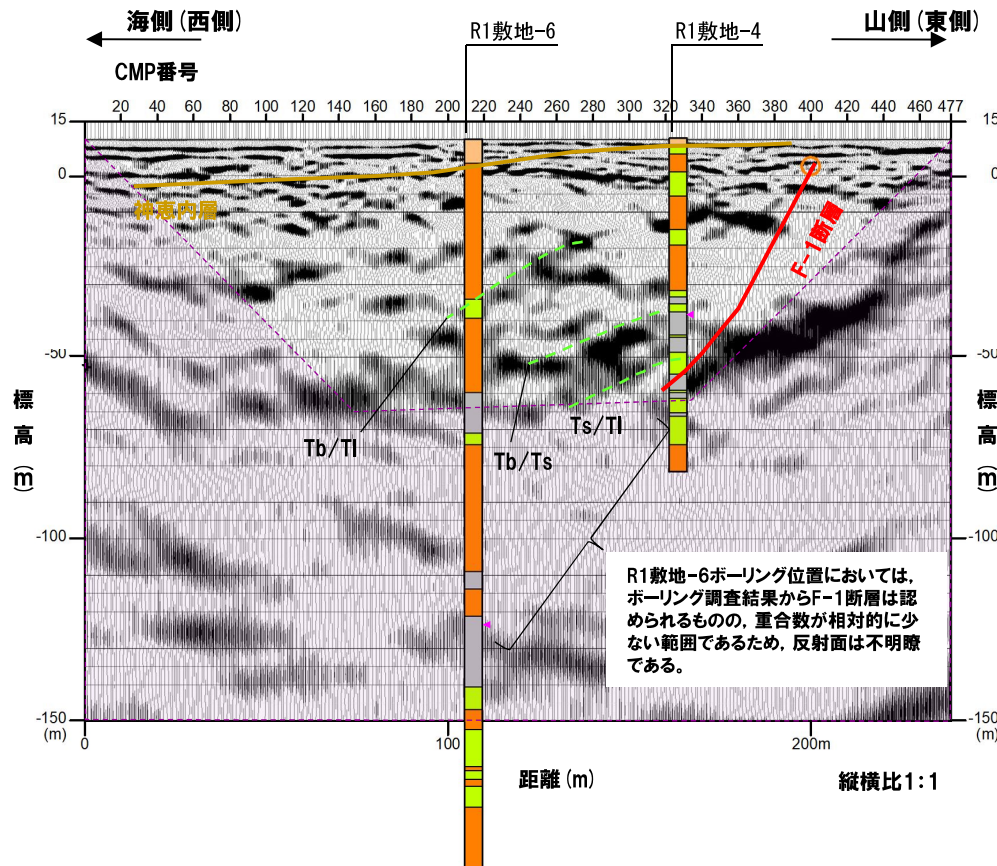 海側(西側)
R1敷地-6
R1敷地-4
山側(東側)
CMP番号
20 40 60 80 100 120 140 160 180 200 220 240 260 280 300 320 340 360 380 400 420 440 460 477
15
15
0
0
神恵内層
F-1断層
-50
-50
標高(m)
標高(m)
Tb/Tl
Tb/Ts
Ts/Tl
-100
-100
R1敷地-6ボーリング位置においては,
ボーリング調査結果からF-1断層は認
められるものの, 重合数が相対的に少
ない範囲であるため, 反射面は不明瞭
である。
-150
-150
(m)
(m)
0
100
200m
距離(m)
縦横比1:1